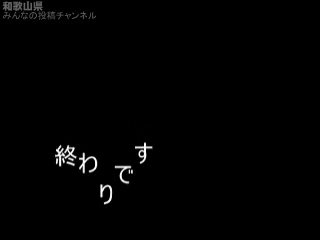 和歌山県
みんなの投稿チャンネル
終わりです